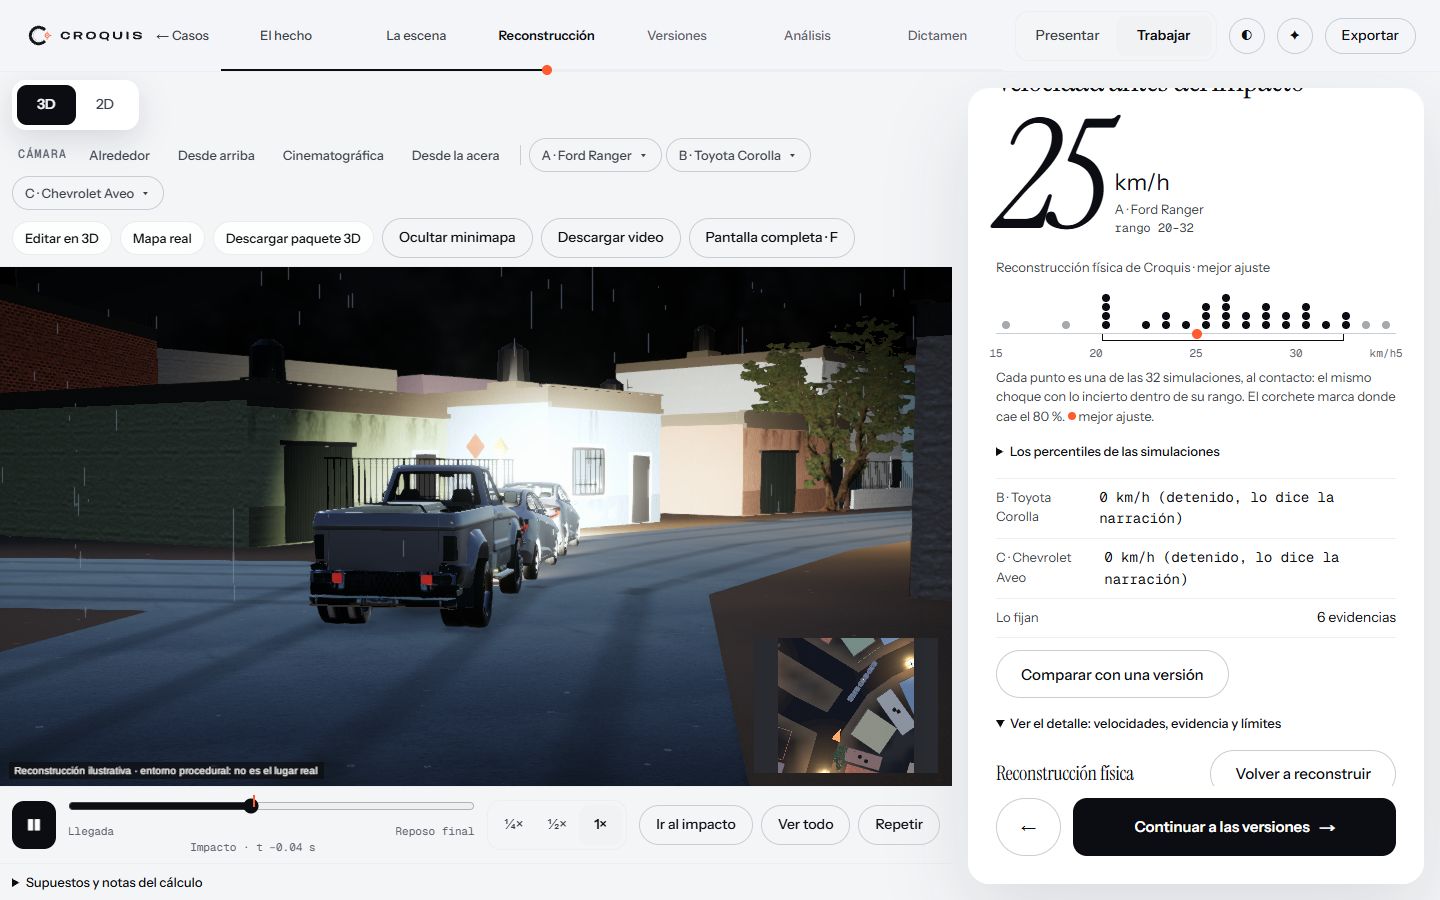 CROQUIS
← Casos
El hecho
La escena
Reconstrucción
Versiones
Análisis
Dictamen
Presentar
Trabajar
Exportar
3D
2D
CÁMARA
Alrededor
Desde arriba
Cinematográfica
Desde la acera
A · Ford Ranger
B · Toyota Corolla
C · Chevrolet Aveo
Editar en 3D
Mapa real
Descargar paquete 3D
Ocultar minimapa
Descargar video
Pantalla completa · F
Reconstrucción ilustrativa · entorno procedural: no es el lugar real
Llegada
Reposo final
Impacto · t −0.04 s
¼×
½×
1×
Ir al impacto
Ver todo
Repetir
Supuestos y notas del cálculo
Velocidad antes del impacto
25 km/h
A · Ford Ranger
rango 20–32
Reconstrucción física de Croquis · mejor ajuste
15
20
25
30
km/h5
Cada punto es una de las 32 simulaciones, al contacto: el mismo
choque con lo incierto dentro de su rango. El corchete marca donde
cae el 80 %. mejor ajuste.
Los percentiles de las simulaciones
B · Toyota
Corolla
0 km/h (detenido, lo dice la
narración)
C · Chevrolet
Aveo
0 km/h (detenido, lo dice la
narración)
Lo fijan
6 evidencias
Comparar con una versión
Ver el detalle: velocidades, evidencia y límites
Reconstrucción física
Volver a reconstruir
←
Continuar a las versiones →